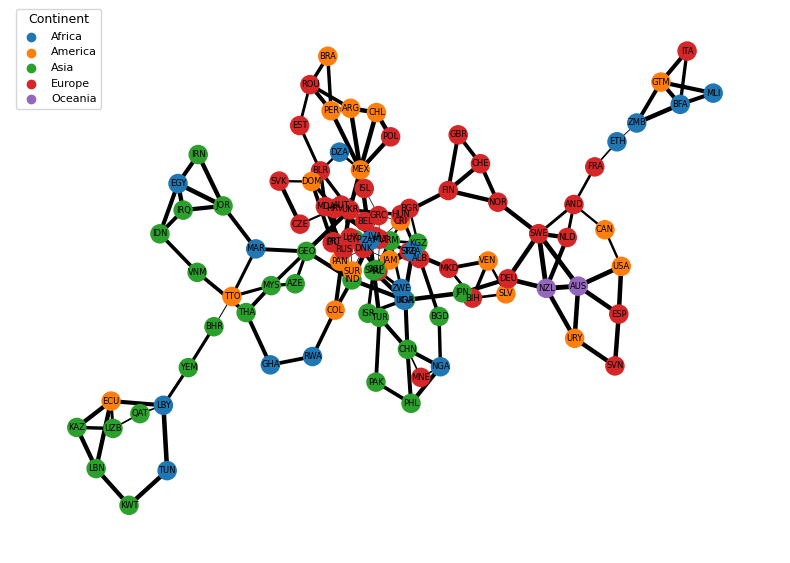 Continent
Africa
America
Asia
Europe
Oceania
ITA
GTM
MLI
BFA
ZMB
ETH
FRA
BRA
ROU
PER
ARG
CHL
POL
EST
DZA
MEX
BLR
SVK
DOM
CZE
ISL
GBR
CHE
FIN
NOR
IRN
EGY
IRQ
JOR
JDN
MAR
VNM
TTO
BHR
YEM
GEO
MYS
AZE
THA
GHA
RWA
COL
AND
CAN
SWE
NLD
USA
NZL
AUS
ESP
URY
SVN
GRC
HUN
BGR
BEL
KGZ
ALB
MKD
VEN
DEU
JPN
BIH
SLV
JAM
DNK
RUS
PAN
SUR
IND
ZWE
ISR
TUR
BGD
CHN
NGA
MNE
PAK
PHL
ECU
LBY
QAT
KAZ
UZB
LBN
TUN
KWT